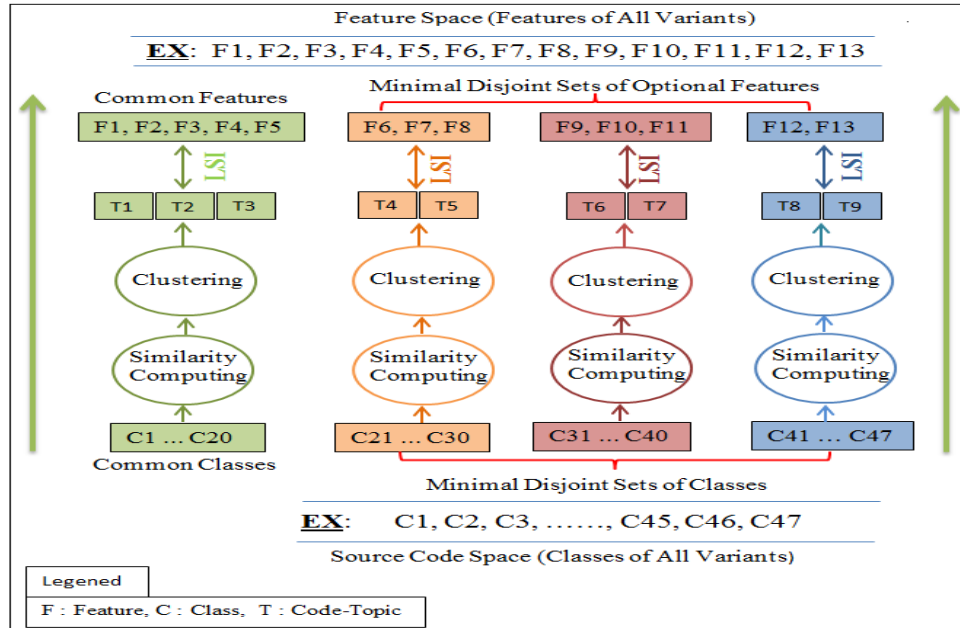 Feature Space (Features of All Variants)
EX: F1, F2, F3, F4, F5, F6, F7, F8, F9, F10, F11, F12, F13
Common Features
Minimal Disjoint Sets of Optional Features
F1, F2, F3, F4, F5
F6, F7, F8
F9, F10, F11
F12, F13
LSI
LSI
LSI
LSI
T1 T2 T3
T4 T5
T6 T7
T8 T9
Clustering
Clustering
Clustering
Clustering
Similarity
Computing
Similarity
Computing
Similarity
Computing
Similarity
Computing
C1 ... C20
C21 ... C30
C31 ... C40
C41 ... C47
Common Classes
Minimal Disjoint Sets of Classes
EX: C1, C2, C3, ......, C45, C46, C47
Source Code Space (Classes of All Variants)
Legened
F : Feature, C : Class, T : Code-Topic